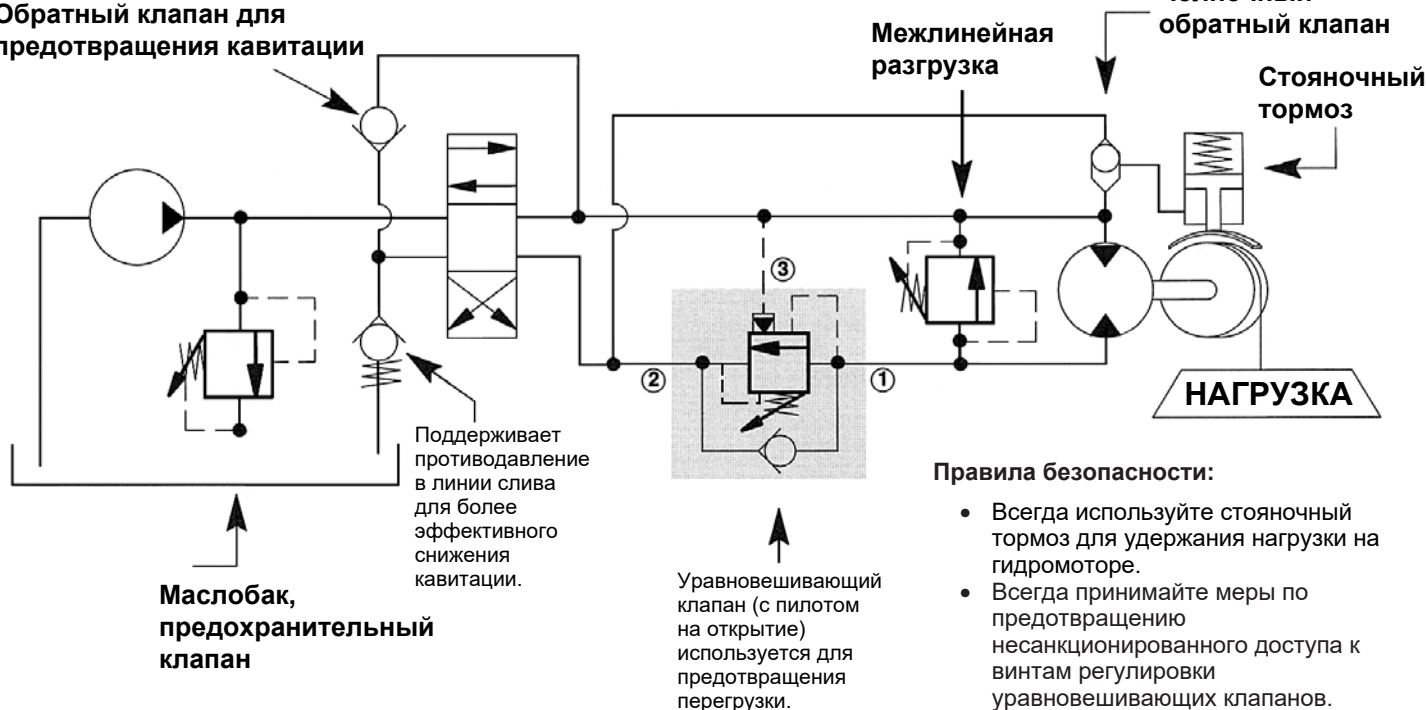 Обратный клапан для
предотвращения кавитации
Межлинейная
разгрузка
обратный клапан
Стояночный
тормоз
③
②
①
НАГРУЗКА
Поддерживает
противодавление
в линии слива
для более
эффективного
снижения
кавитации.
Маслобак,
предохранительный
клапан
Уравновешивающий
клапан (с пилотом
на открытие)
используется для
предотвращения
перегрузки.
Правила безопасности:
• Всегда используйте стояночный
тормоз для удержания нагрузки на
гидромоторе.
• Всегда принимайте меры по
предотвращению
несанкционированного доступа к
винтам регулировки
уравновешивающих клапанов.